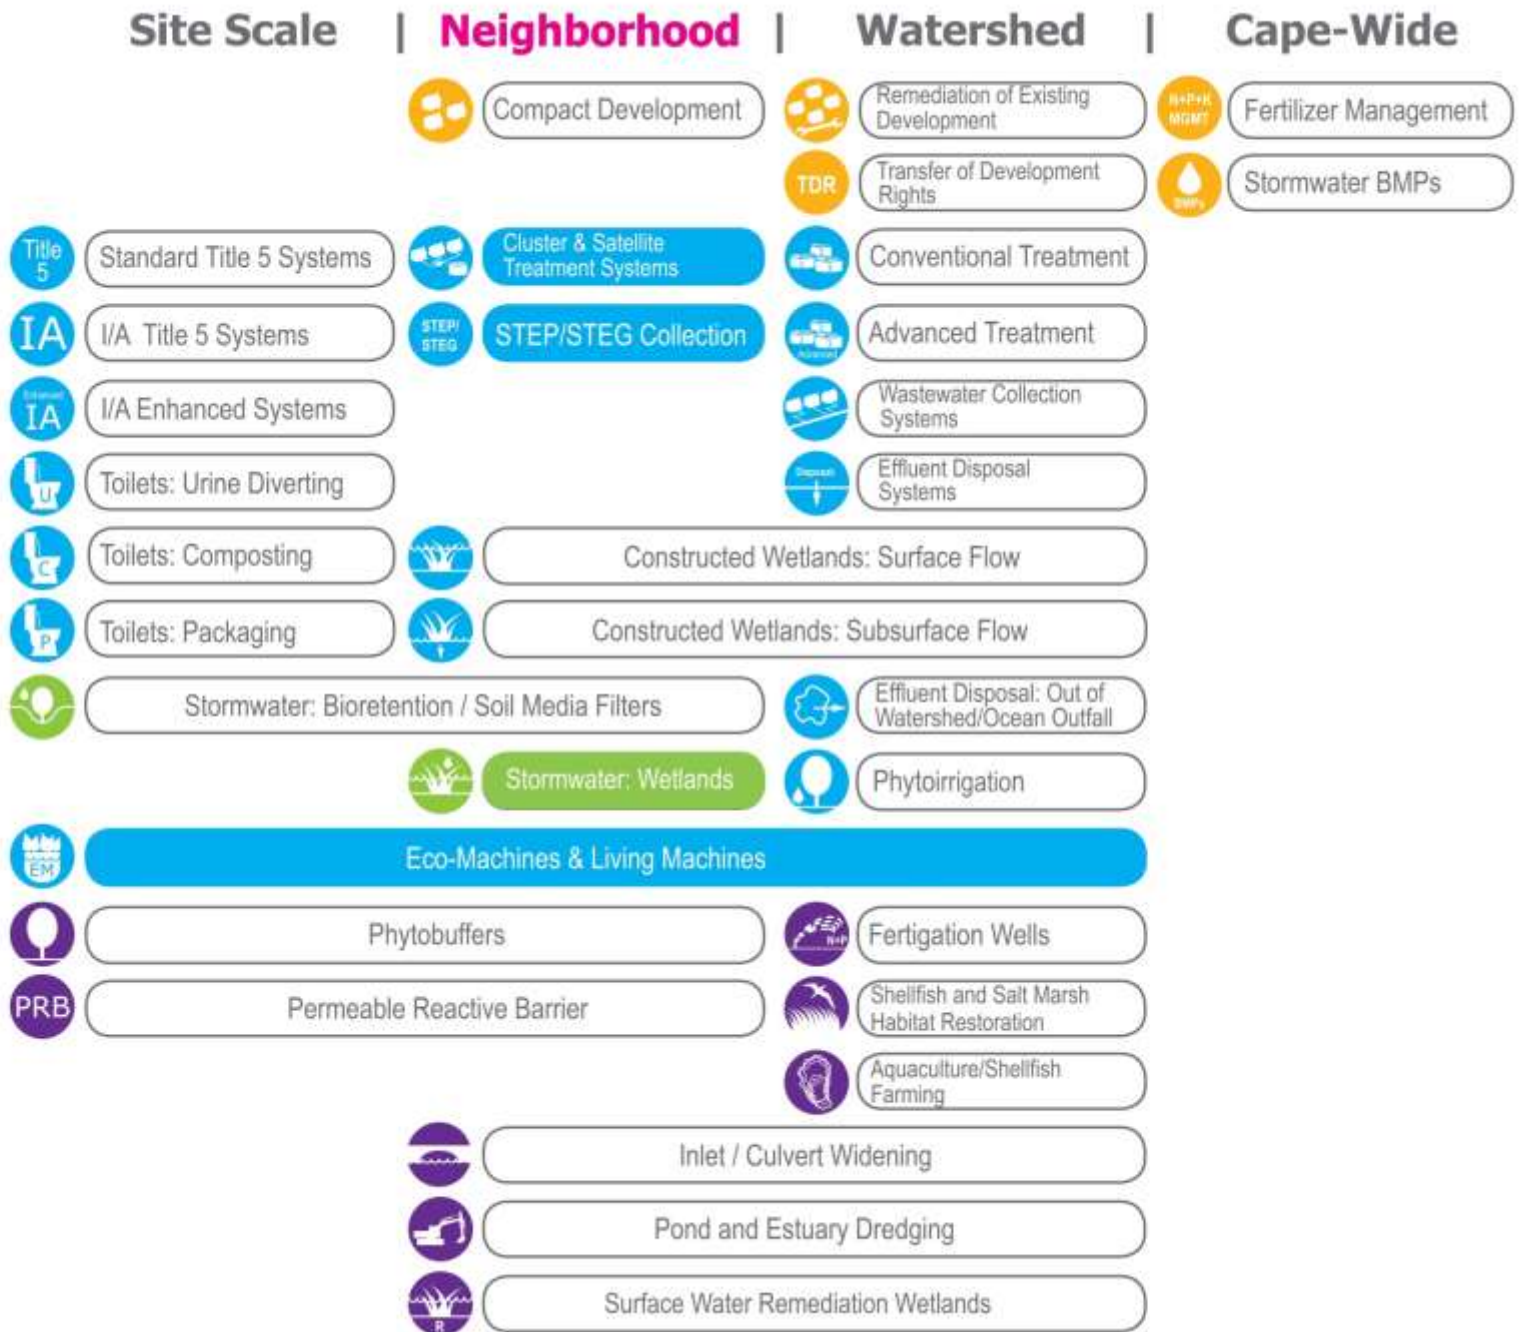 Site Scale | Neighborhood | Watershed | Cape-Wide
Compact Development
Remediation of Existing
Development
N+P+K
MGMT
Fertilizer Management
TDR
Transfer of Development
Rights
BMPs
Stormwater BMPs
Title
5
Standard Title 5 Systems
Cluster & Satellite
Treatment Systems
Conventional Treatment
IA
I/A Title 5 Systems
STEP/
STEG
STEP/STEG Collection
Advanced
Advanced Treatment
Enhanced
IA
I/A Enhanced Systems
Wastewater Collection
Systems
U
Toilets: Urine Diverting
Disposal
Effluent Disposal
Systems
C
Toilets: Composting
Constructed Wetlands: Surface Flow
P
Toilets: Packaging
Constructed Wetlands: Subsurface Flow
Stormwater: Bioretention / Soil Media Filters
Effluent Disposal: Out of
Watershed/Ocean Outfall
Stormwater: Wetlands
Phytoirrigation
EM
Eco-Machines & Living Machines
Phytobuffers
N+P
Fertigation Wells
PRB
Permeable Reactive Barrier
Shellfish and Salt Marsh
Habitat Restoration
Aquaculture/Shellfish
Farming
Inlet / Culvert Widening
Pond and Estuary Dredging
R
Surface Water Remediation Wetlands